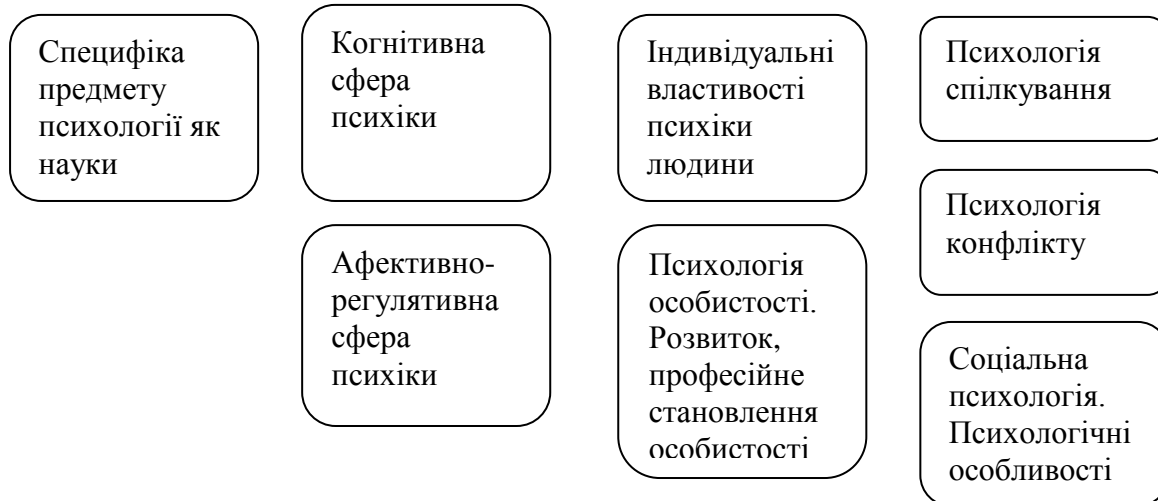 Специфіка
предмету
психології як
науки
Когнітивна
сфера
психіки
Афективно-
регулятивна
сфера
психіки
Індивідуальні
властивості
психіки
людини
Психологія
особистості.
Розвиток,
професійне
становлення
особистості
Психологія
спілкування
Психологія
конфлікту
Соціальна
психологія.
Психологічні
особливості